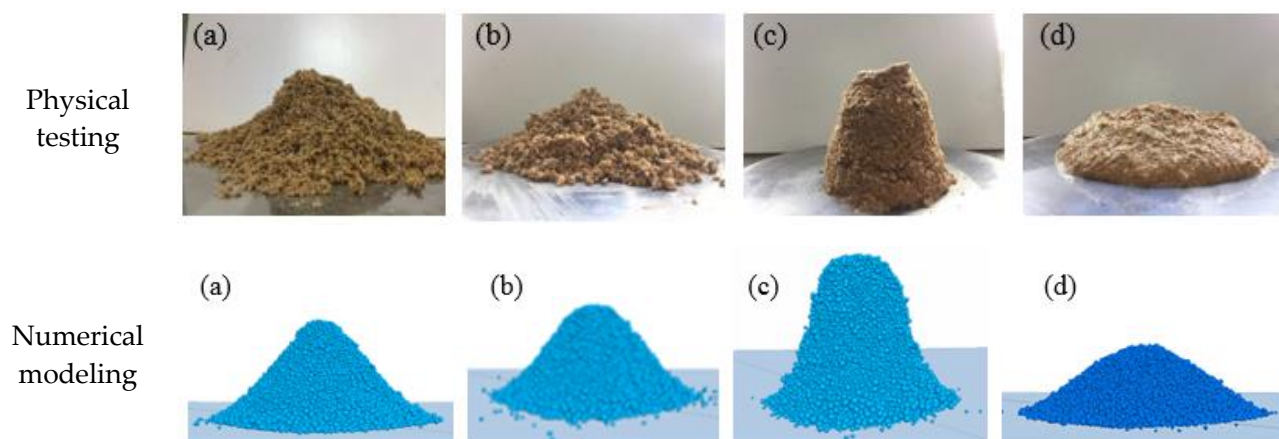 (a) (b) (c) (d)
Physical
testing
(a) (b) (c) (d)
Numerical
modeling